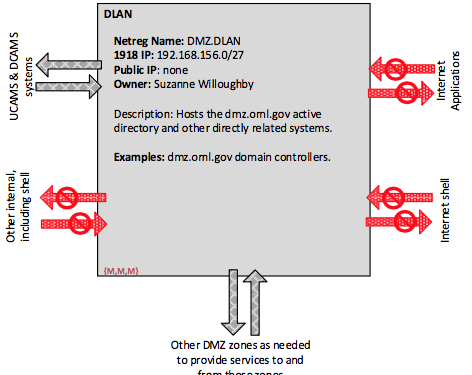 DLAN
Netreg Name: DMZ.DLAN
1918 IP: 192.168.156.0/27
Public IP: none
Owner: Suzanne Willoughby
Description: Hosts the dmz.ornl.gov active
directory and other directly related systems.
Examples: dmz.ornl.gov domain controllers.
{M,M,M}
UCAMS & DCAMS
systems
Other internal,
including shell
Internet
Applications
Internet shell
Other DMZ zones as needed
to provide services to and
from those zones